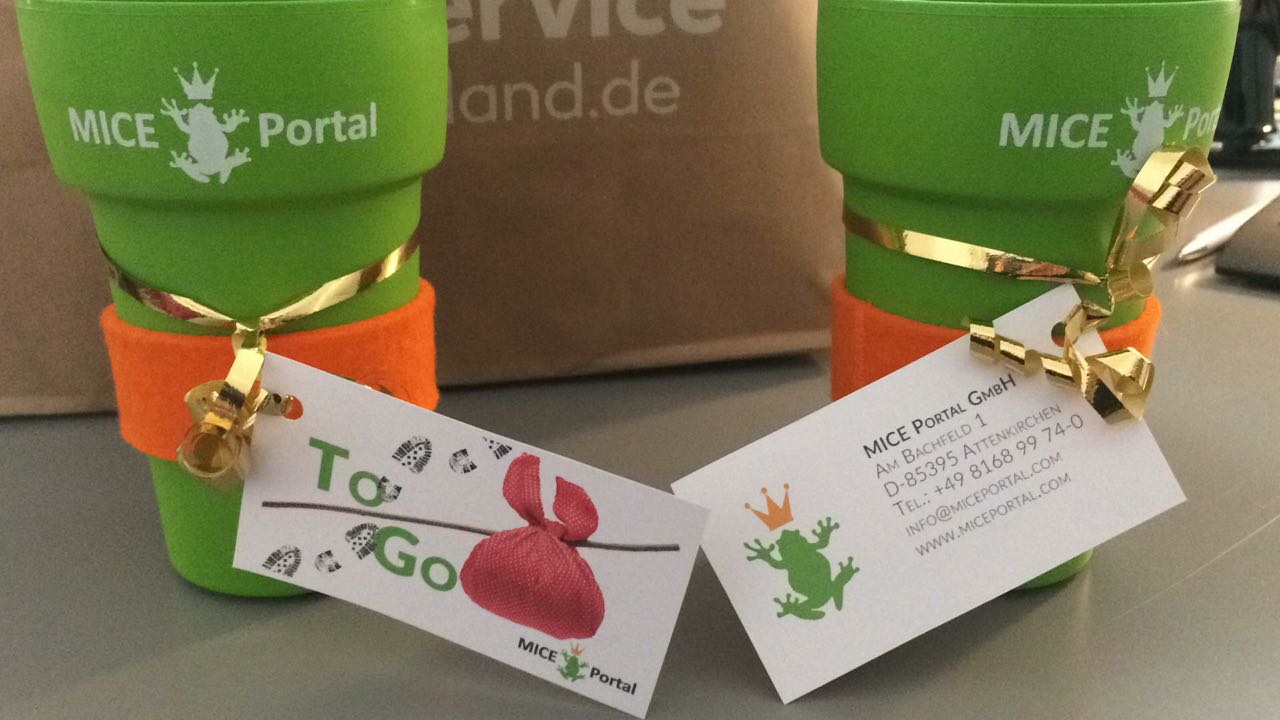 ervice
land.de
MICE Portal
MICE Por
To
Go
MICE Portal
MICE Portal GmbH
Am Bachfeld 1
D-85395 Attenkirchen
Tel.: +49 8168 99 74-0
info@miceportal.com
www.miceportal.com